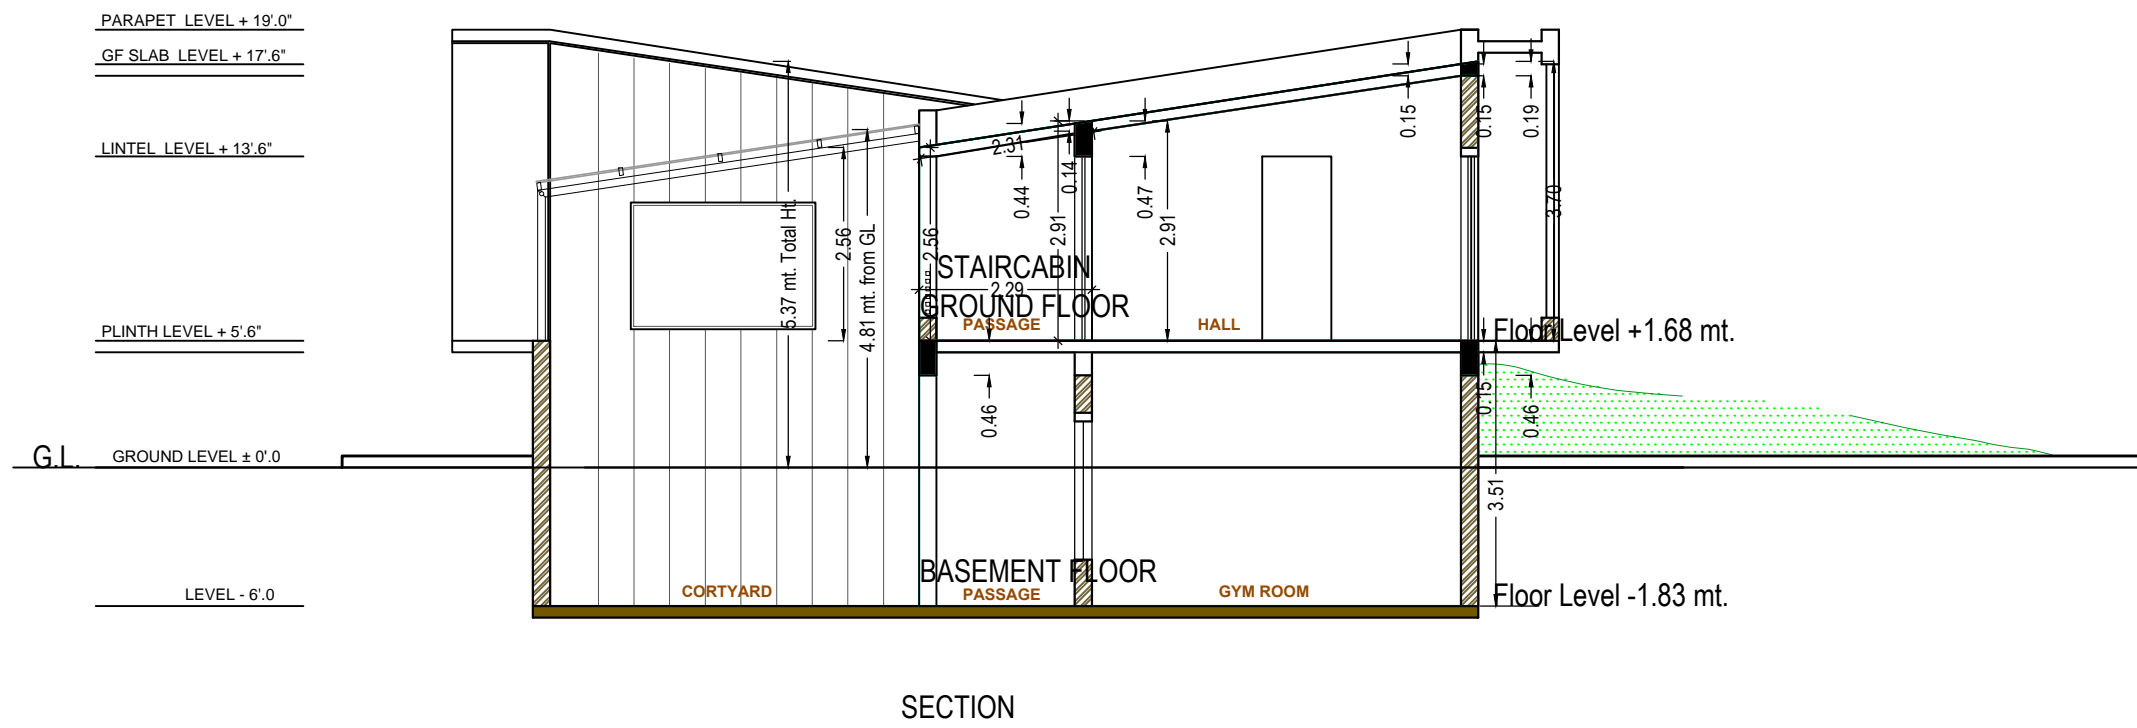 PARAPET LEVEL + 19'.0"
GF SLAB LEVEL + 17'.6"
LINTEL LEVEL + 13'.6"
PLINTH LEVEL + 5'.6"
G.L.
GROUND LEVEL ± 0'.0
LEVEL - 6'.0
5.37 mt. Total Ht.
2.56
4.81 mt. from GL
2.56
2.31
0.44
0.14
2.91
0.47
2.91
0.15
0.15
0.19
3.70
STAIRCABIN
2.29
GROUND FLOOR
PASSAGE
HALL
Floor Level +1.68 mt.
0.46
0.15
0.46
3.51
BASEMENT FLOOR
CORTYARD
PASSAGE
GYM ROOM
Floor Level -1.83 mt.
SECTION